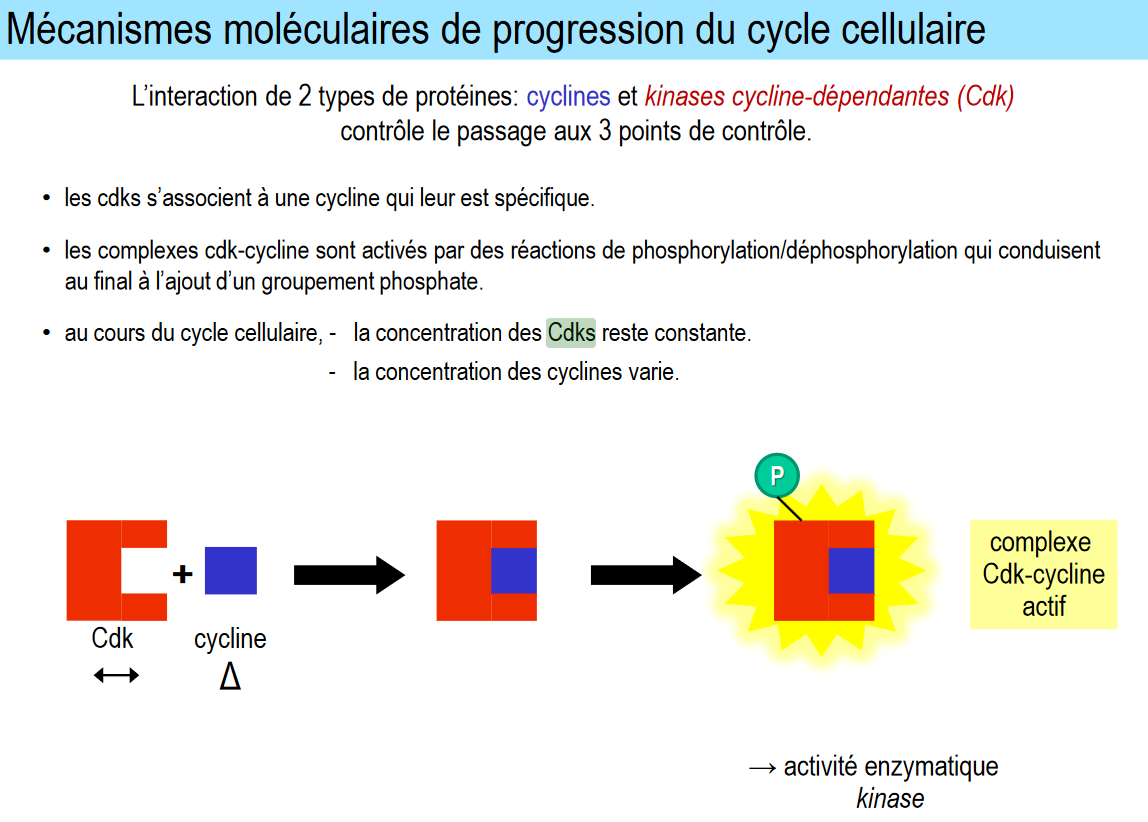 Mécanismes moléculaires de progression du cycle cellulaire
L’interaction de 2 types de protéines: cyclines et kinases cycline-dépendantes (Cdk)
contrôle le passage aux 3 points de contrôle.
• les cdks s’associent à une cycline qui leur est spécifique.
• les complexes cdk-cycline sont activés par des réactions de phosphorylation/déphosphorylation qui conduisent
au final à l’ajout d’un groupement phosphate.
• au cours du cycle cellulaire, - la concentration des Cdks reste constante.
- la concentration des cyclines varie.
P
+
complexe
Cdk-cycline
actif
Cdk cycline
↔ Δ
→ activité enzymatique
kinase